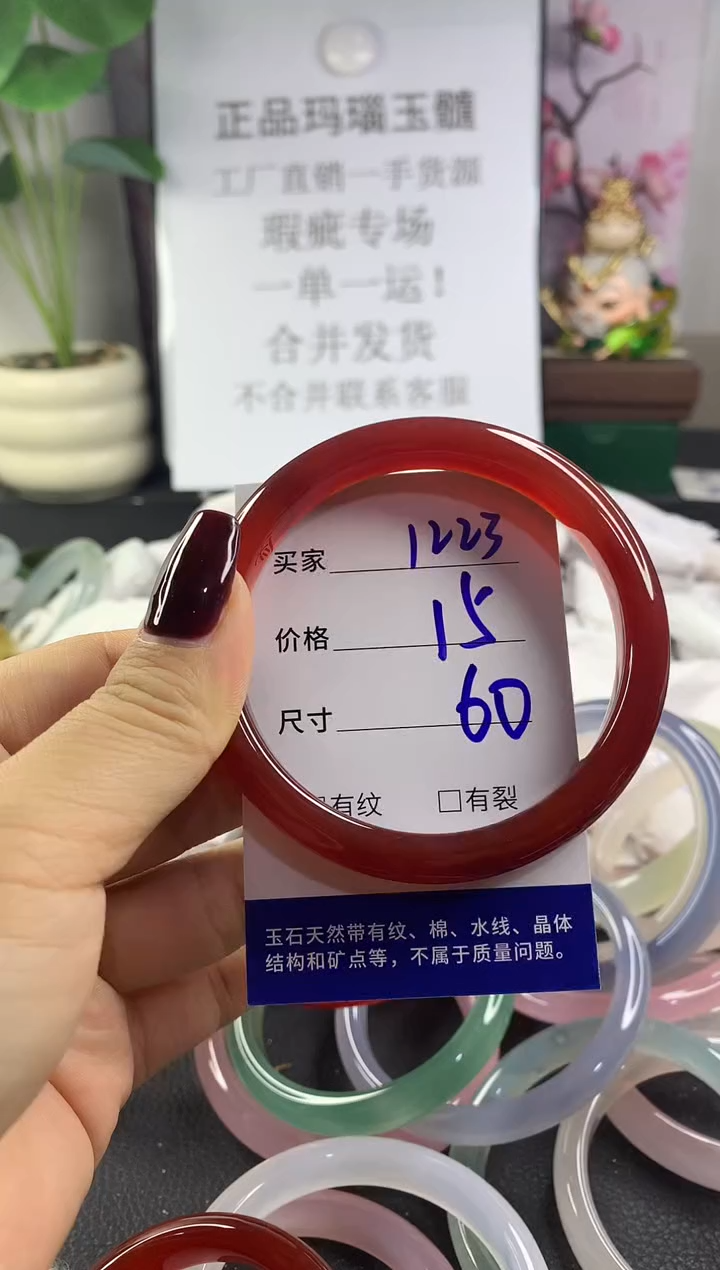 正品玛瑙玉髓
工厂直销一手货源
瑕疵专场
一单一运!
合并发货
不合并联系客服
买家 1223
价格 15
尺寸 60
有纹 □有裂
玉石天然带有纹、棉、水线、晶体
结构和矿点等，不属于质量问题。